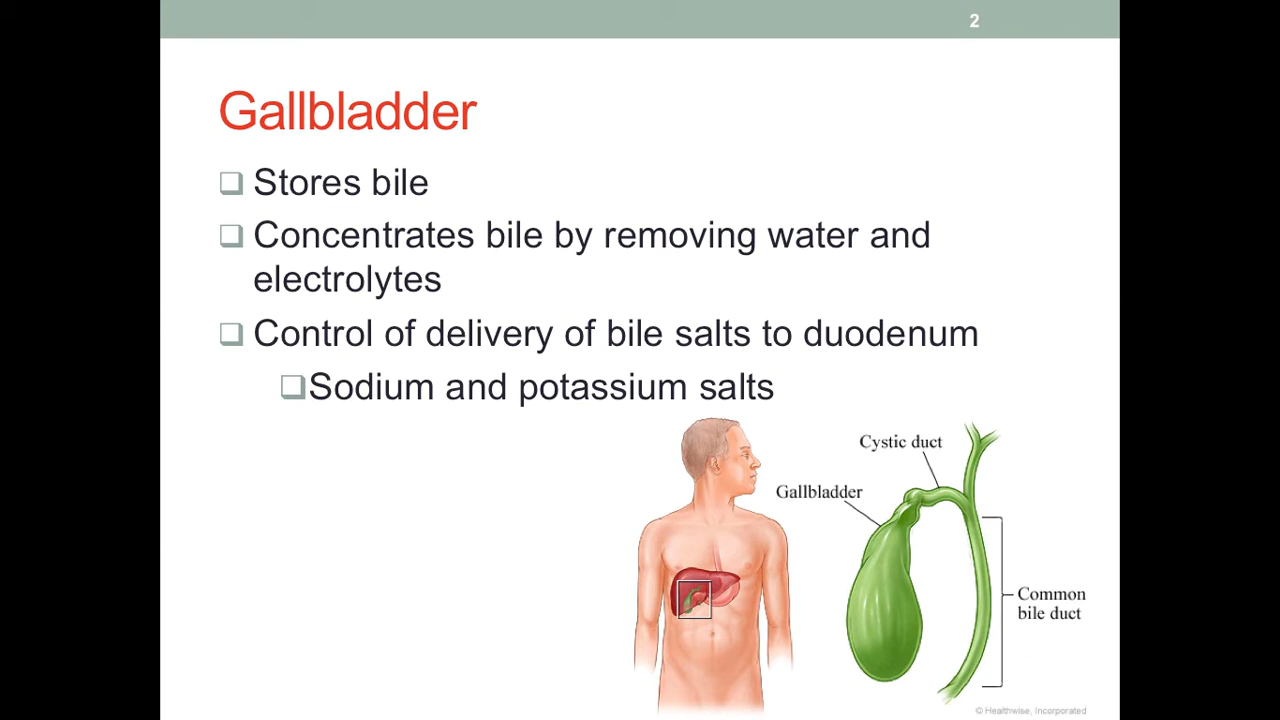 2
Gallbladder
❑ Stores bile
❑ Concentrates bile by removing water and
electrolytes
❑ Control of delivery of bile salts to duodenum
❑Sodium and potassium salts
Cystic duct
Gallbladder
Common
bile duct
© Healthwise, Incorporated